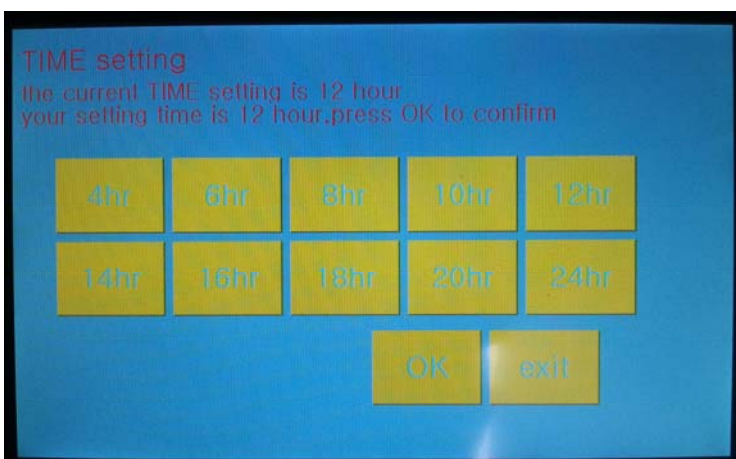 TIME setting
the current TIME setting is 12 hour
your setting time is 12 hour,press OK to confirm
4hr 6hr 8hr 10hr 12hr
14hr 16hr 18hr 20hr 24hr
OK exit